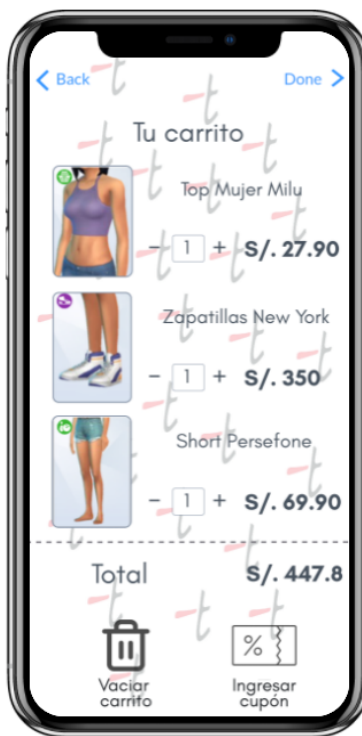 Back
Done
Tu carrito
Top Mujer Milu
- 1 + S/. 27.90
Zapatillas New York
- 1 + S/. 350
Short Persefone
- 1 + S/. 69.90
Total S/. 447.8
%
Vaciar
carrito
Ingresar
cupón